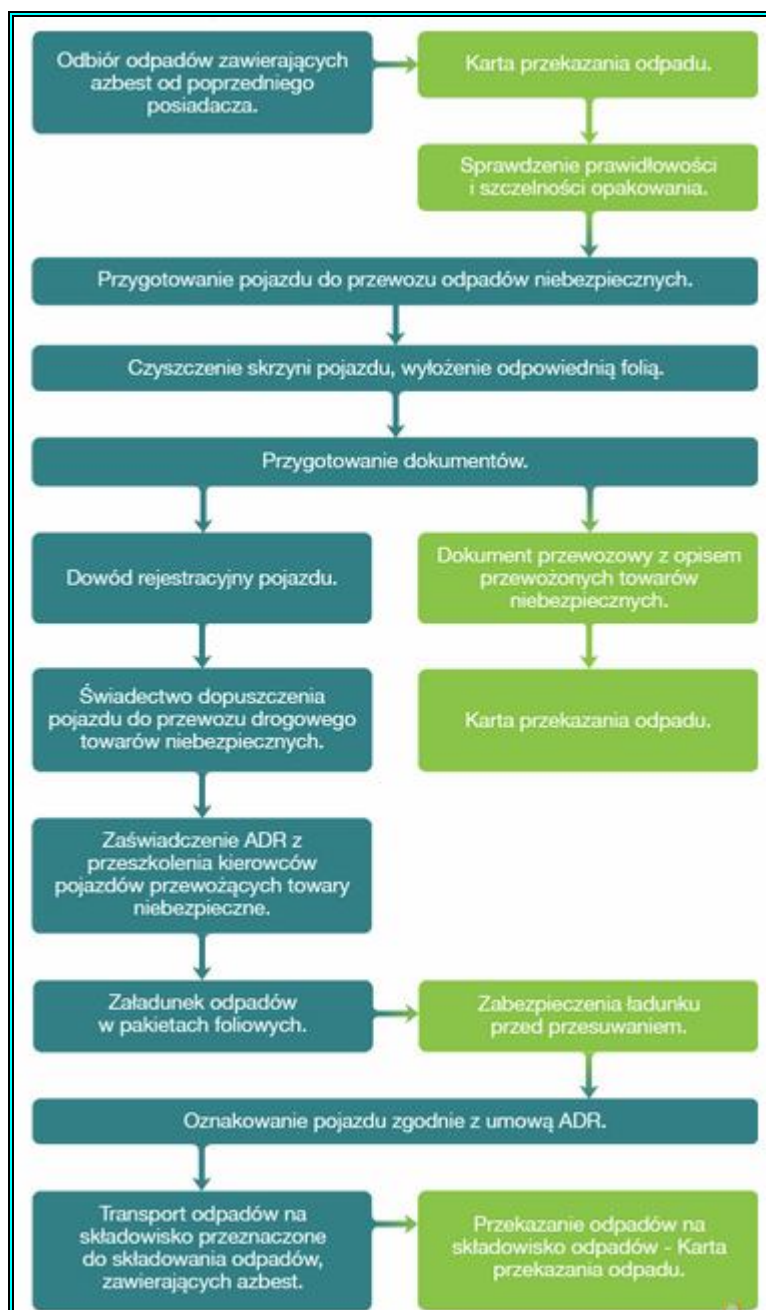 Odbiór odpadów zawierających
azbest od poprzedniego
posiadacza.
Karta przekazania odpadu.
Sprawdzenie prawidłowości
i szczelności opakowania.
Przygotowanie pojazdu do przewozu odpadów niebezpiecznych.
Czyszczenie skrzyni pojazdu, wyłożenie odpowiednią folią.
Przygotowanie dokumentów.
Dowód rejestracyjny pojazdu.
Dokument przewozowy z opisem
przewożonych towarów
niebezpiecznych.
Świadectwo dopuszczenia
pojazdu do przewozu drogowego
towarów niebezpiecznych.
Karta przekazania odpadu.
Zaświadczenie ADR z
przeszkolenia kierowców
pojazdów przewożących towary
niebezpieczne.
Załadunek odpadów
w pakietach foliowych.
Zabezpieczenia ładunku
przed przesuwaniem.
Oznakowanie pojazdu zgodnie z umową ADR.
Transport odpadów na
składowisko przeznaczone
do składowania odpadów,
zawierających azbest.
Przekazanie odpadów na
składowisko odpadów - Karta
przekazania odpadu.